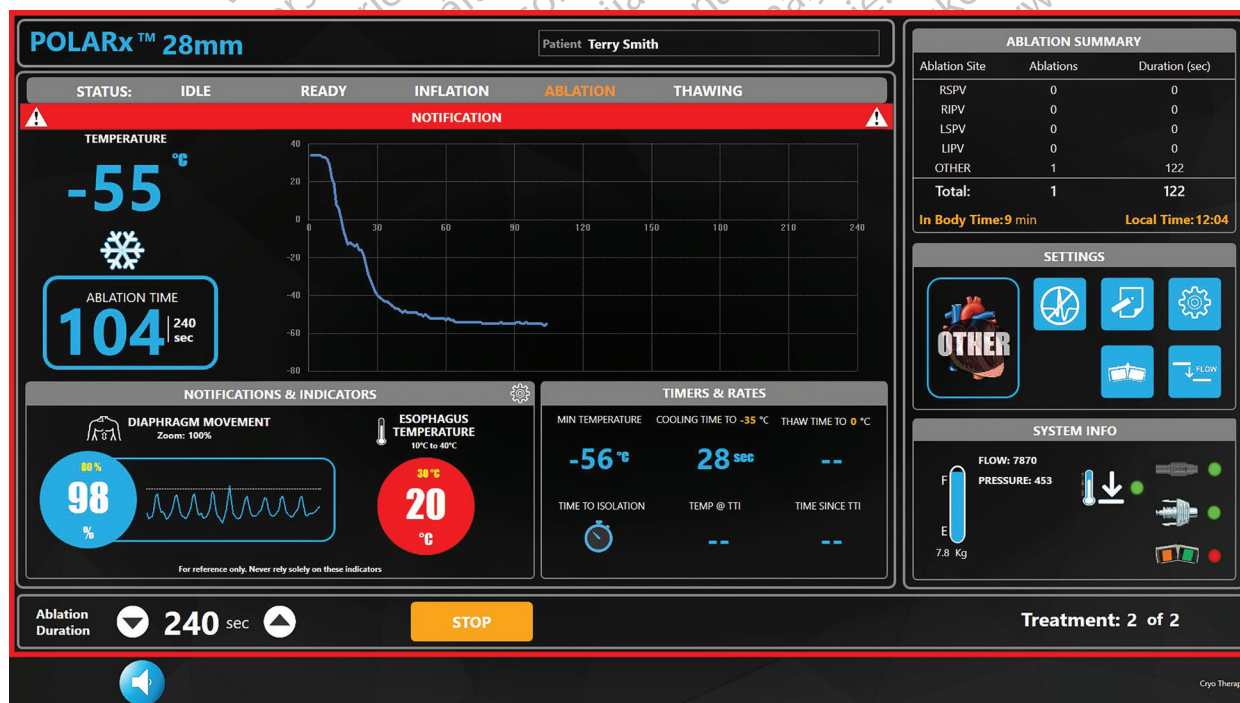 POLARx™ 28mm
Patient Terry Smith
STATUS: IDLE READY INFLATION ABLATION THAWING
NOTIFICATION
TEMPERATURE
-55 °C
ABLATION TIME
104 240 sec
40
20
0
-20
-40
-60
-80
0 30 60 90 120 150 180 210 240
NOTIFICATIONS & INDICATORS
DIAPHRAGM MOVEMENT
Zoom: 100%
80 %
98
%
ESOPHAGUS
TEMPERATURE
10°C to 40°C
30 °C
20
°C
For reference only. Never rely solely on these indicators
TIMERS & RATES
MIN TEMPERATURE COOLING TIME TO -35 °C THAW TIME TO 0 °C
-56 °C 28 sec --
TIME TO ISOLATION TEMP @ TTI TIME SINCE TTI
-- --
Ablation
Duration
240 sec
STOP
Treatment: 2 of 2
ABLATION SUMMARY
Ablation Site Ablations Duration (sec)
RSPV 0 0
RIPV 0 0
LSPV 0 0
LIPV 0 0
OTHER 1 122
Total: 1 122
In Body Time:9 min Local Time:12:04
SETTINGS
OTHER
FLOW
SYSTEM INFO
FLOW: 7870
PRESSURE: 453
F
E
7.8 Kg